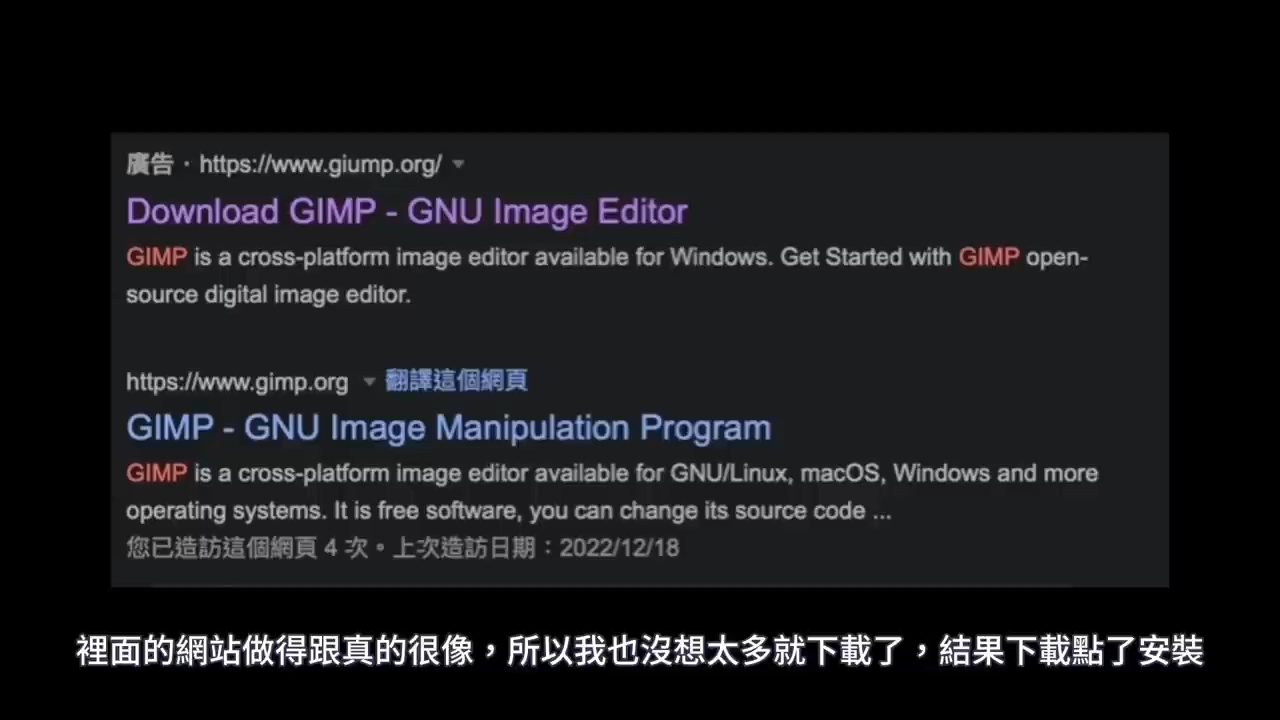 廣告 · https://www.giump.org/
Download GIMP - GNU Image Editor
GIMP is a cross-platform image editor available for Windows. Get Started with GIMP open-
source digital image editor.
https://www.gimp.org 翻譯這個網頁
GIMP - GNU Image Manipulation Program
GIMP is a cross-platform image editor available for GNU/Linux, macOS, Windows and more
operating systems. It is free software, you can change its source code ...
您已造訪這個網頁 4 次。上次造訪日期：2022/12/18
裡面的網站做得跟真的很像，所以我也沒想太多就下載了，結果下載點了安裝